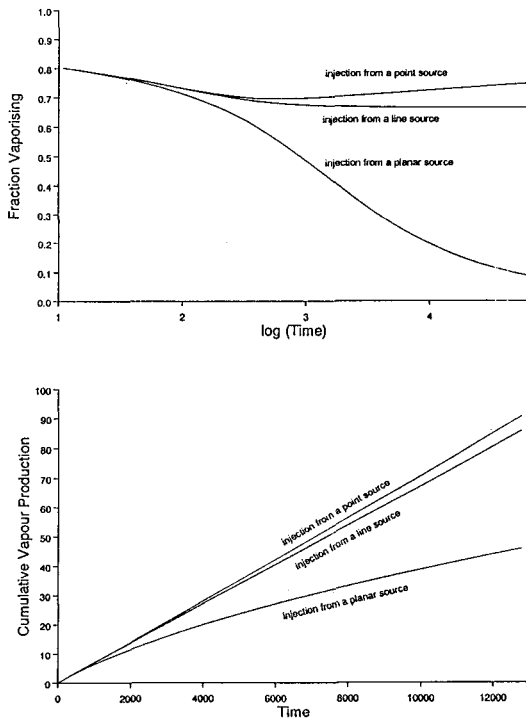 1.0
0.9
0.8
0.7
0.6
0.5
0.4
0.3
0.2
0.1
0.0
Fraction Vaporising
injection from a point source
injection from a line source
injection from a planar source
1 2 3 4
log (Time)
100
90
80
70
60
50
40
30
20
10
0
Cumulative Vapour Production
injection from a point source
injection from a line source
injection from a planar source
0 2000 4000 6000 8000 10000 12000
Time